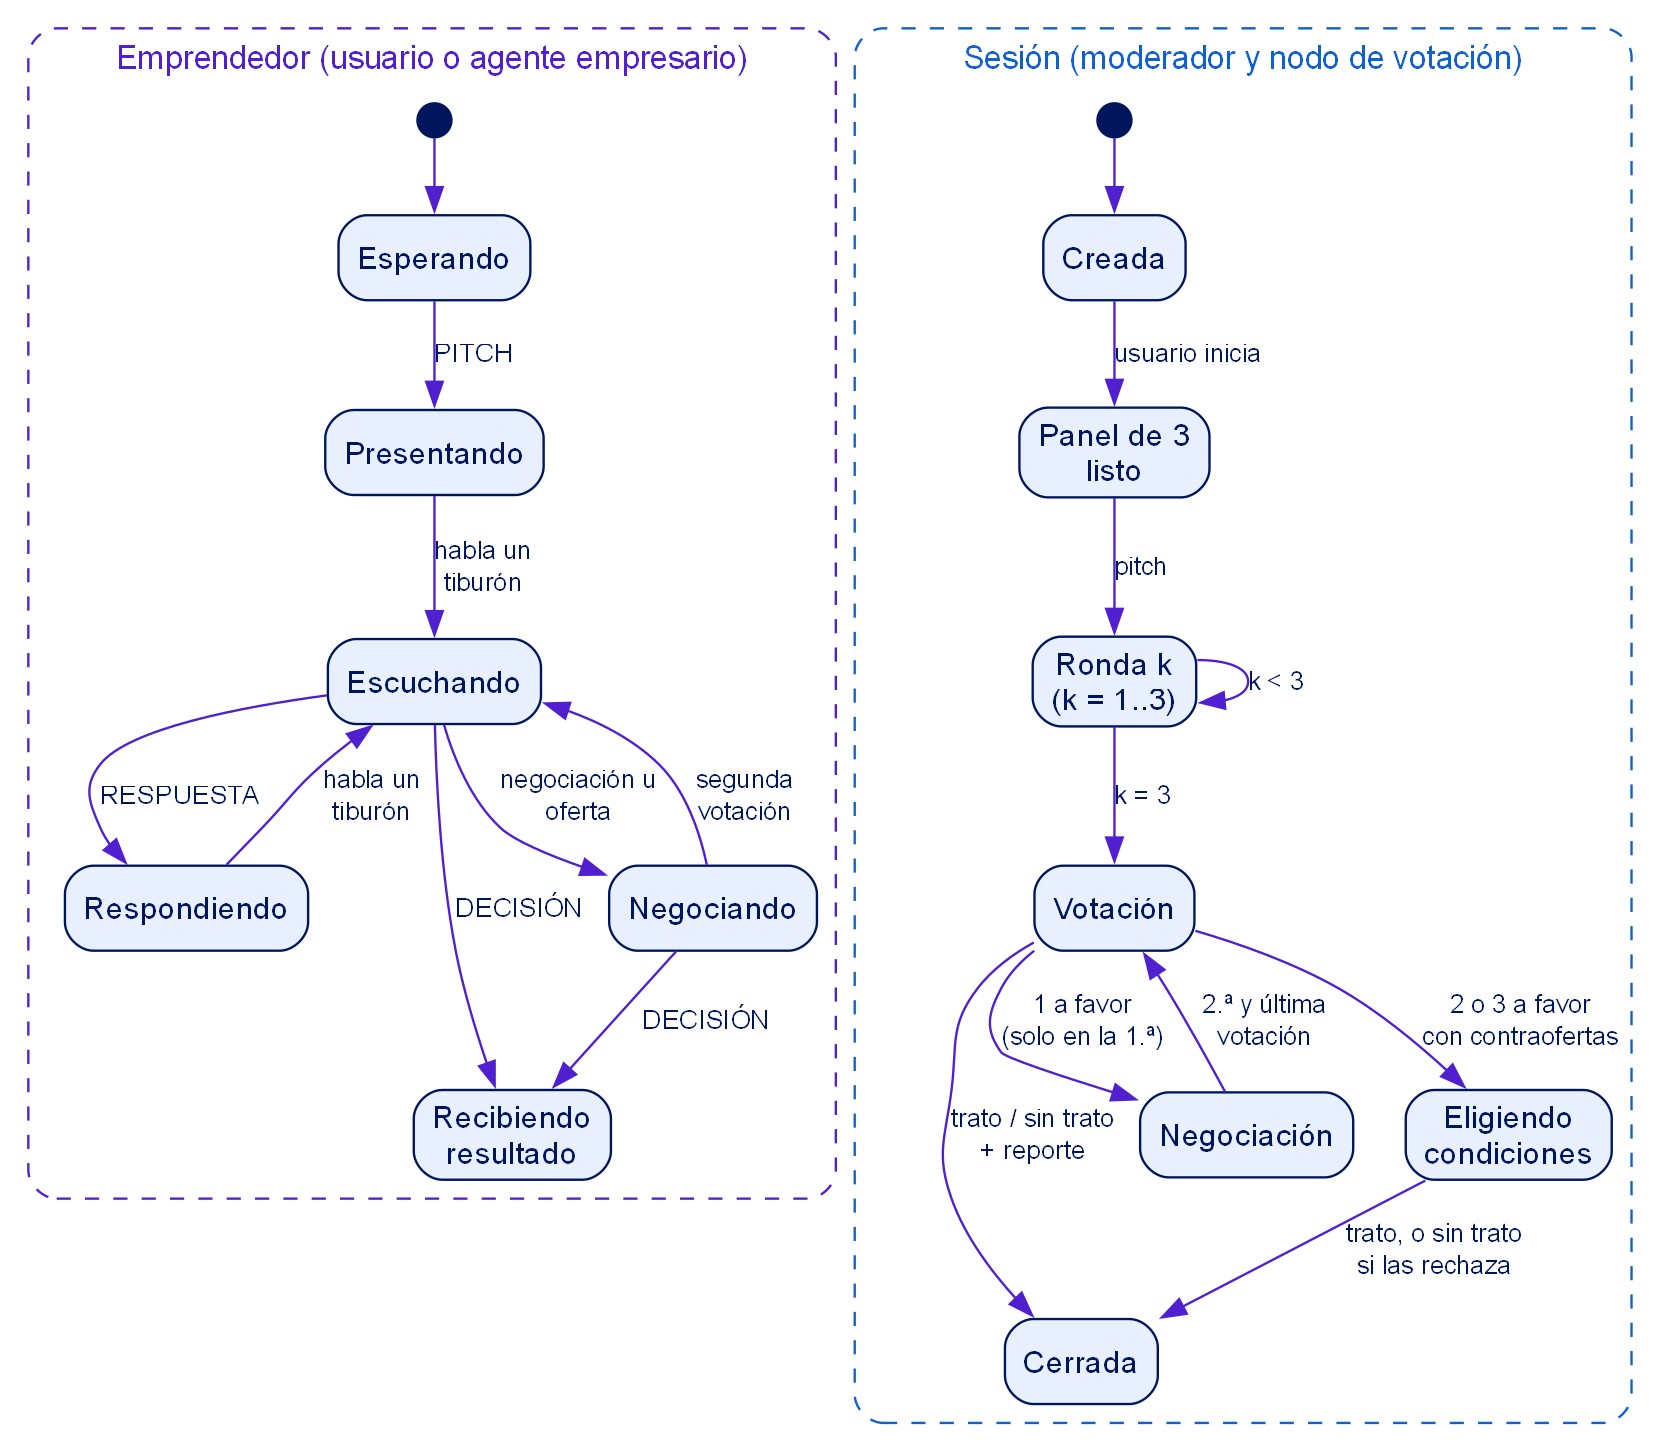 Emprendedor (usuario o agente empresario)
Esperando
PITCH
Presentando
habla un
tiburón
Escuchando
RESPUESTA
habla un
tiburón
negociación u
oferta
segunda
votación
Respondiendo
DECISIÓN
Negociando
DECISIÓN
Recibiendo
resultado
Sesión (moderador y nodo de votación)
Creada
usuario inicia
Panel de 3
listo
pitch
Ronda k
(k = 1..3)
k < 3
k = 3
Votación
1 a favor
(solo en la 1.ª)
2.ª y última
votación
2 o 3 a favor
con contraofertas
trato / sin trato
+ reporte
Negociación
Eligiendo
condiciones
trato, o sin trato
si las rechaza
Cerrada